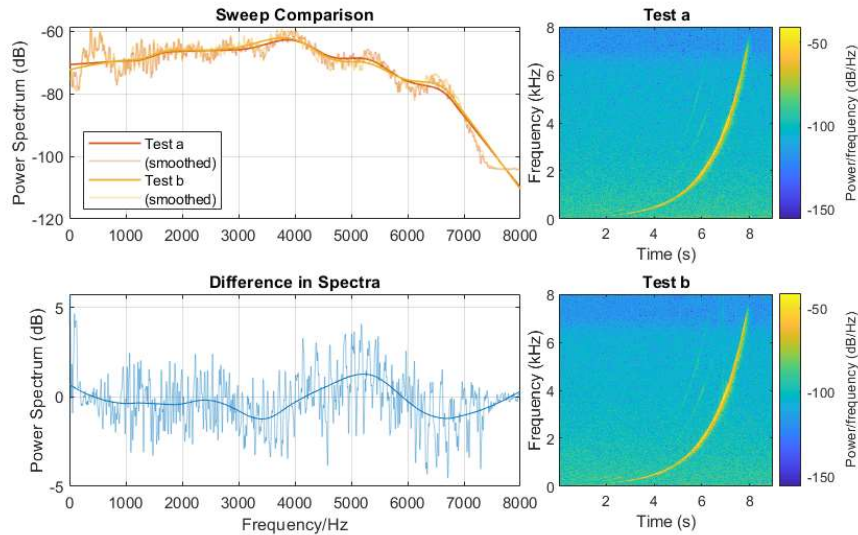 Sweep Comparison
Power Spectrum (dB)
-60
-80
-100
-120
Test a
(smoothed)
Test b
(smoothed)
0 1000 2000 3000 4000 5000 6000 7000 8000
Test a
Frequency (kHz)
8
6
4
2
0
2 4 6 8
Time (s)
-50
-100
-150
Power/frequency (dB/Hz)
Difference in Spectra
Power Spectrum (dB)
5
0
-5
0 1000 2000 3000 4000 5000 6000 7000 8000
Frequency/Hz
Test b
Frequency (kHz)
8
6
4
2
0
2 4 6 8
Time (s)
-50
-100
-150
Power/frequency (dB/Hz)